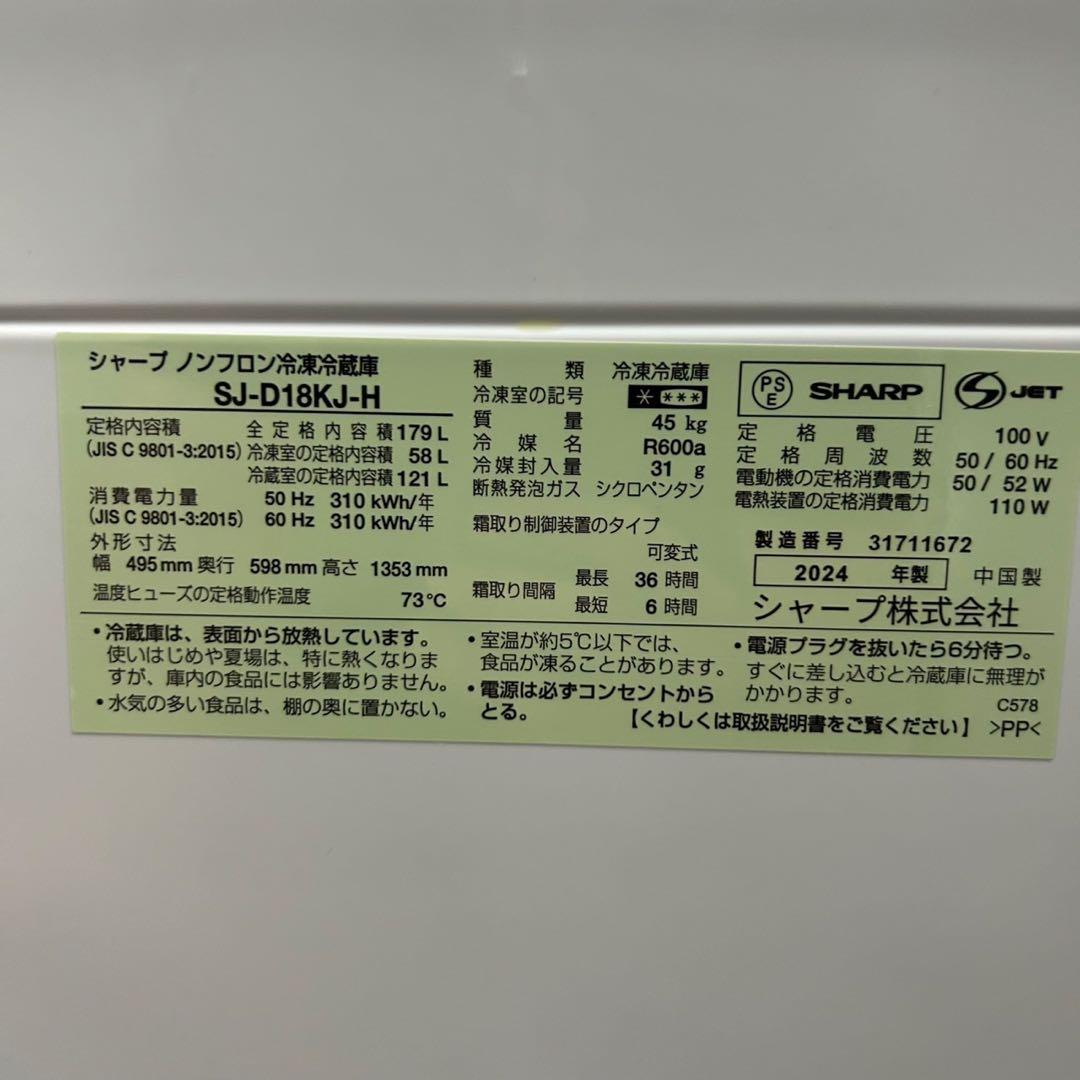 シャープ ノンフロン冷凍冷蔵庫
SJ-D18KJ-H
定格内容積 全定格内容積 179 L
(JIS C 9801-3:2015) 冷凍室の定格内容積 58 L
冷蔵室の定格内容積 121 L
消費電力量 50 Hz 310 kWh/年
(JIS C 9801-3:2015) 60 Hz 310 kWh/年
外形寸法
幅 495 mm 奥行 598 mm 高さ 1353 mm
温度ヒューズの定格動作温度 73℃
種類 冷凍冷蔵庫
冷凍室の記号 * ***
質量 45 kg
冷媒名 R600a
冷媒封入量 31 g
断熱発泡ガス シクロペンタン
霜取り制御装置のタイプ
可変式
霜取り間隔 最長 36 時間
最短 6 時間
PS E SHARP JET
定格電圧 100 V
定格周波数 50 / 60 Hz
電動機の定格消費電力 50 / 52 W
電熱装置の定格消費電力 110 W
製造番号 31711672
2024 年製 中国製
シャープ株式会社
・冷蔵庫は、表面から放熱しています。
使いはじめや夏場は、特に熱くなりま
すが、庫内の食品には影響ありません。
・水気の多い食品は、棚の奥に置かない。
・室温が約5℃以下では、
食品が凍ることがあります。
・電源は必ずコンセントから
とる。
・電源プラグを抜いたら6分待つ。
すぐに差し込むと冷蔵庫に無理が
かかります。
C578
【くわしくは取扱説明書をご覧ください】 >PP<